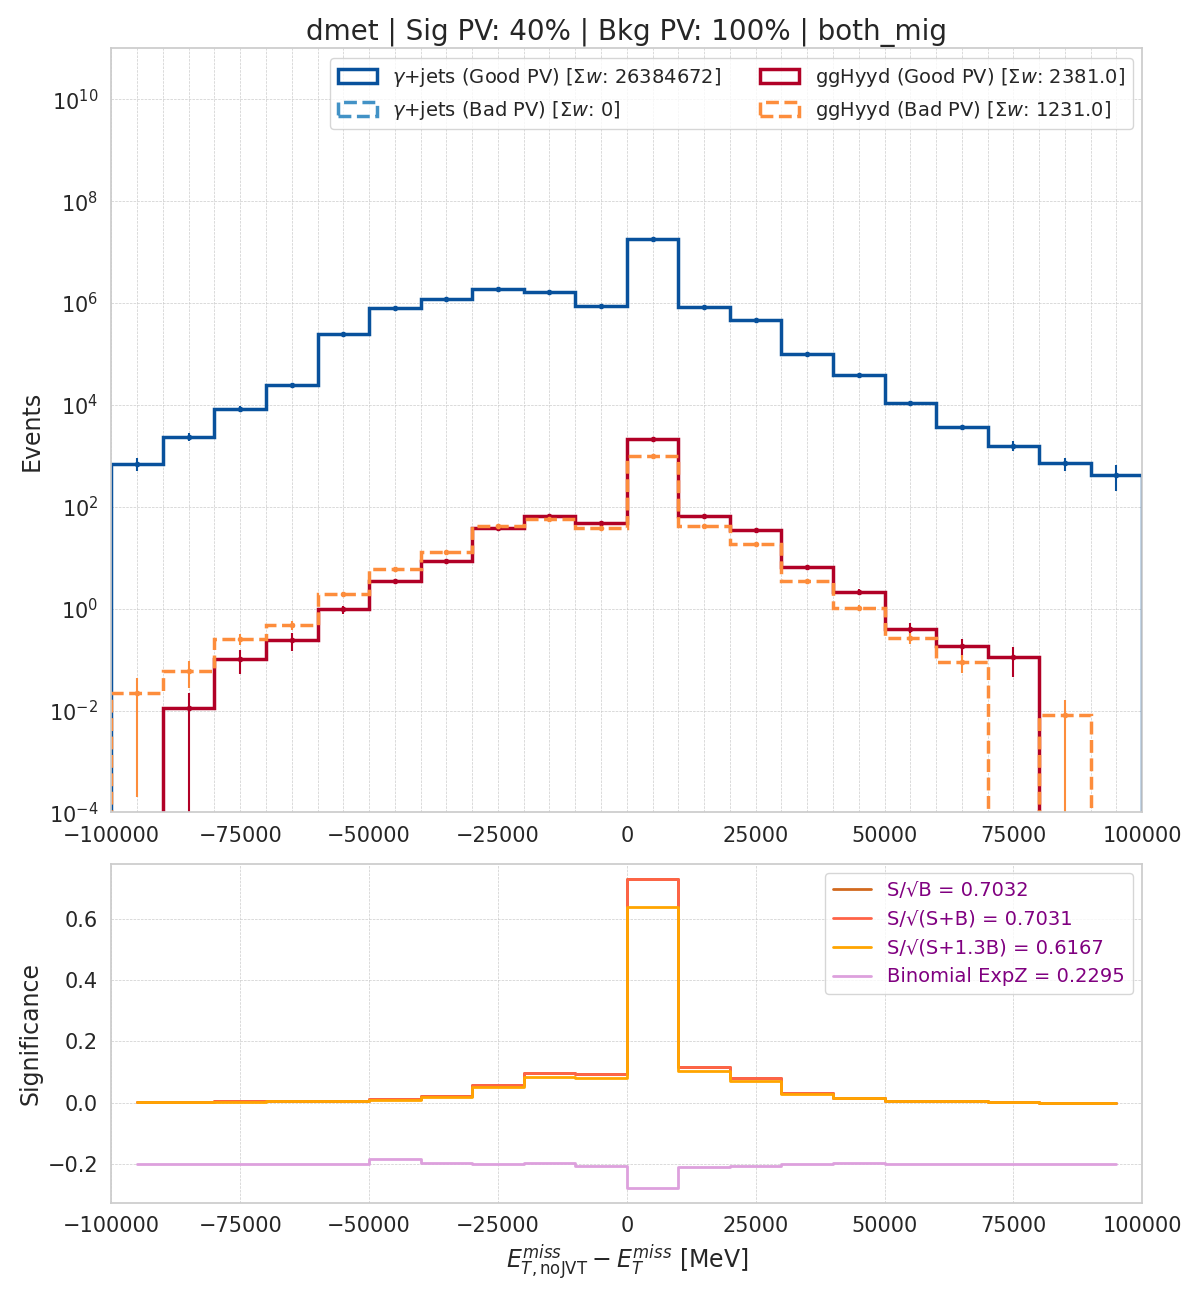 dmet | Sig PV: 40% | Bkg PV: 100% | both_mig
γ+jets (Good PV) [Σw: 26384672]
γ+jets (Bad PV) [Σw: 0]
ggHyyd (Good PV) [Σw: 2381.0]
ggHyyd (Bad PV) [Σw: 1231.0]
Events
10^10
10^8
10^6
10^4
10^2
10^0
10^−2
10^−4
−100000 −75000 −50000 −25000 0 25000 50000 75000 100000
S/√B = 0.7032
S/√(S+B) = 0.7031
S/√(S+1.3B) = 0.6167
Binomial ExpZ = 0.2295
Significance
0.6
0.4
0.2
0.0
−0.2
−100000 −75000 −50000 −25000 0 25000 50000 75000 100000
E_{T,noJVT}^{miss} − E_T^{miss} [MeV]